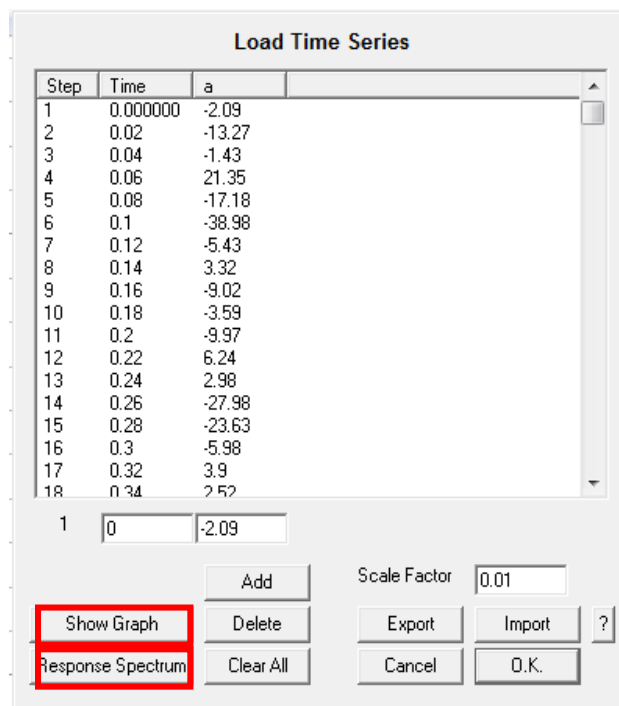 Load Time Series
Step Time a
1 0.000000 -2.09
2 0.02 -13.27
3 0.04 -1.43
4 0.06 21.35
5 0.08 -17.18
6 0.1 -38.98
7 0.12 -5.43
8 0.14 3.32
9 0.16 -9.02
10 0.18 -3.59
11 0.2 -9.97
12 0.22 6.24
13 0.24 2.98
14 0.26 -27.98
15 0.28 -23.63
16 0.3 -5.98
17 0.32 3.9
18 0.34 2.52
1 0 -2.09
Add Scale Factor 0.01
Show Graph Delete Export Import ?
Response Spectrum Clear All Cancel O.K.